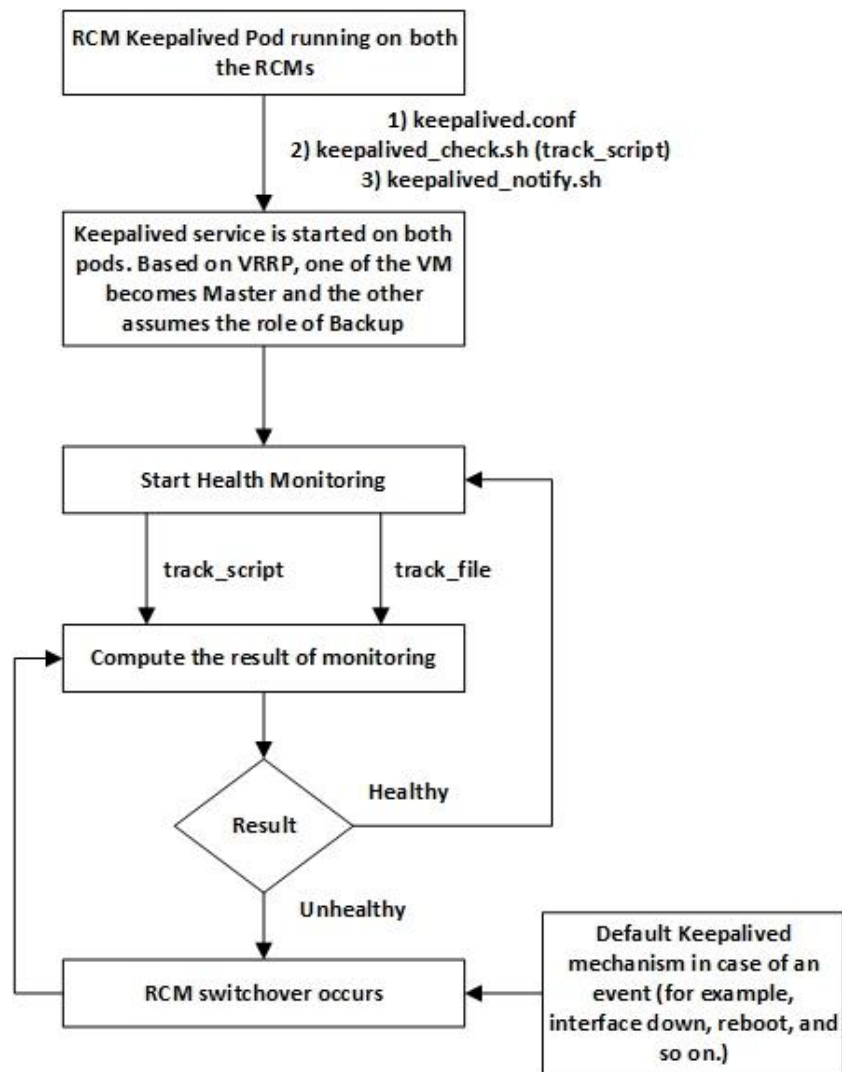 RCM Keepalived Pod running on both
the RCMs
1) keepalived.conf
2) keepalived_check.sh (track_script)
3) keepalived_notify.sh
Keepalived service is started on both
pods. Based on VRRP, one of the VM
becomes Master and the other
assumes the role of Backup
Start Health Monitoring
track_script
track_file
Compute the result of monitoring
Healthy
Result
Unhealthy
Default Keepalived
mechanism in case of an
event (for example,
interface down, reboot, and
so on.)
RCM switchover occurs